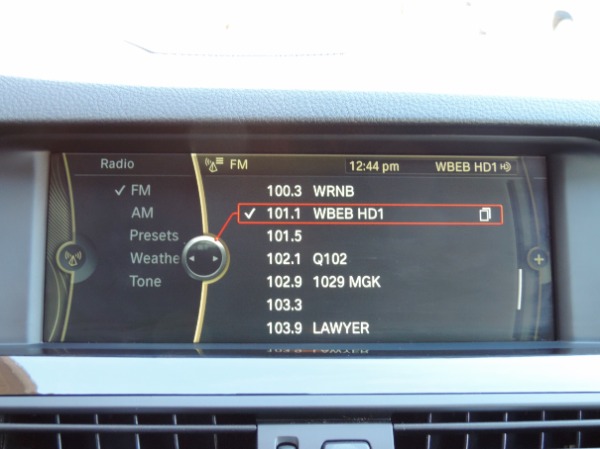 Radio
FM 12:44 pm WBEB HD1
FM
AM
Presets
Weathe
Tone
100.3 WRNB
101.1 WBEB HD1
101.5
102.1 Q102
102.9 1029 MGK
103.3
103.9 LAWYER